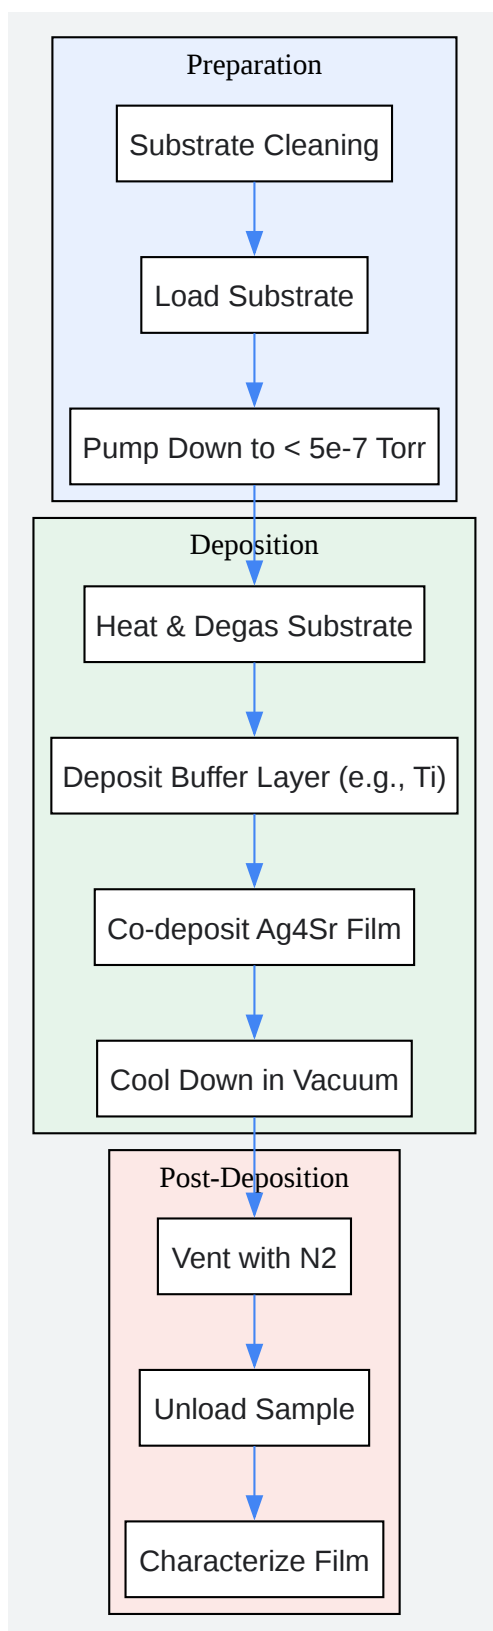 Preparation
Substrate Cleaning
Load Substrate
Pump Down to < 5e-7 Torr
Deposition
Heat & Degas Substrate
Deposit Buffer Layer (e.g., Ti)
Co-deposit Ag4Sr Film
Cool Down in Vacuum
Post-Deposition
Vent with N2
Unload Sample
Characterize Film